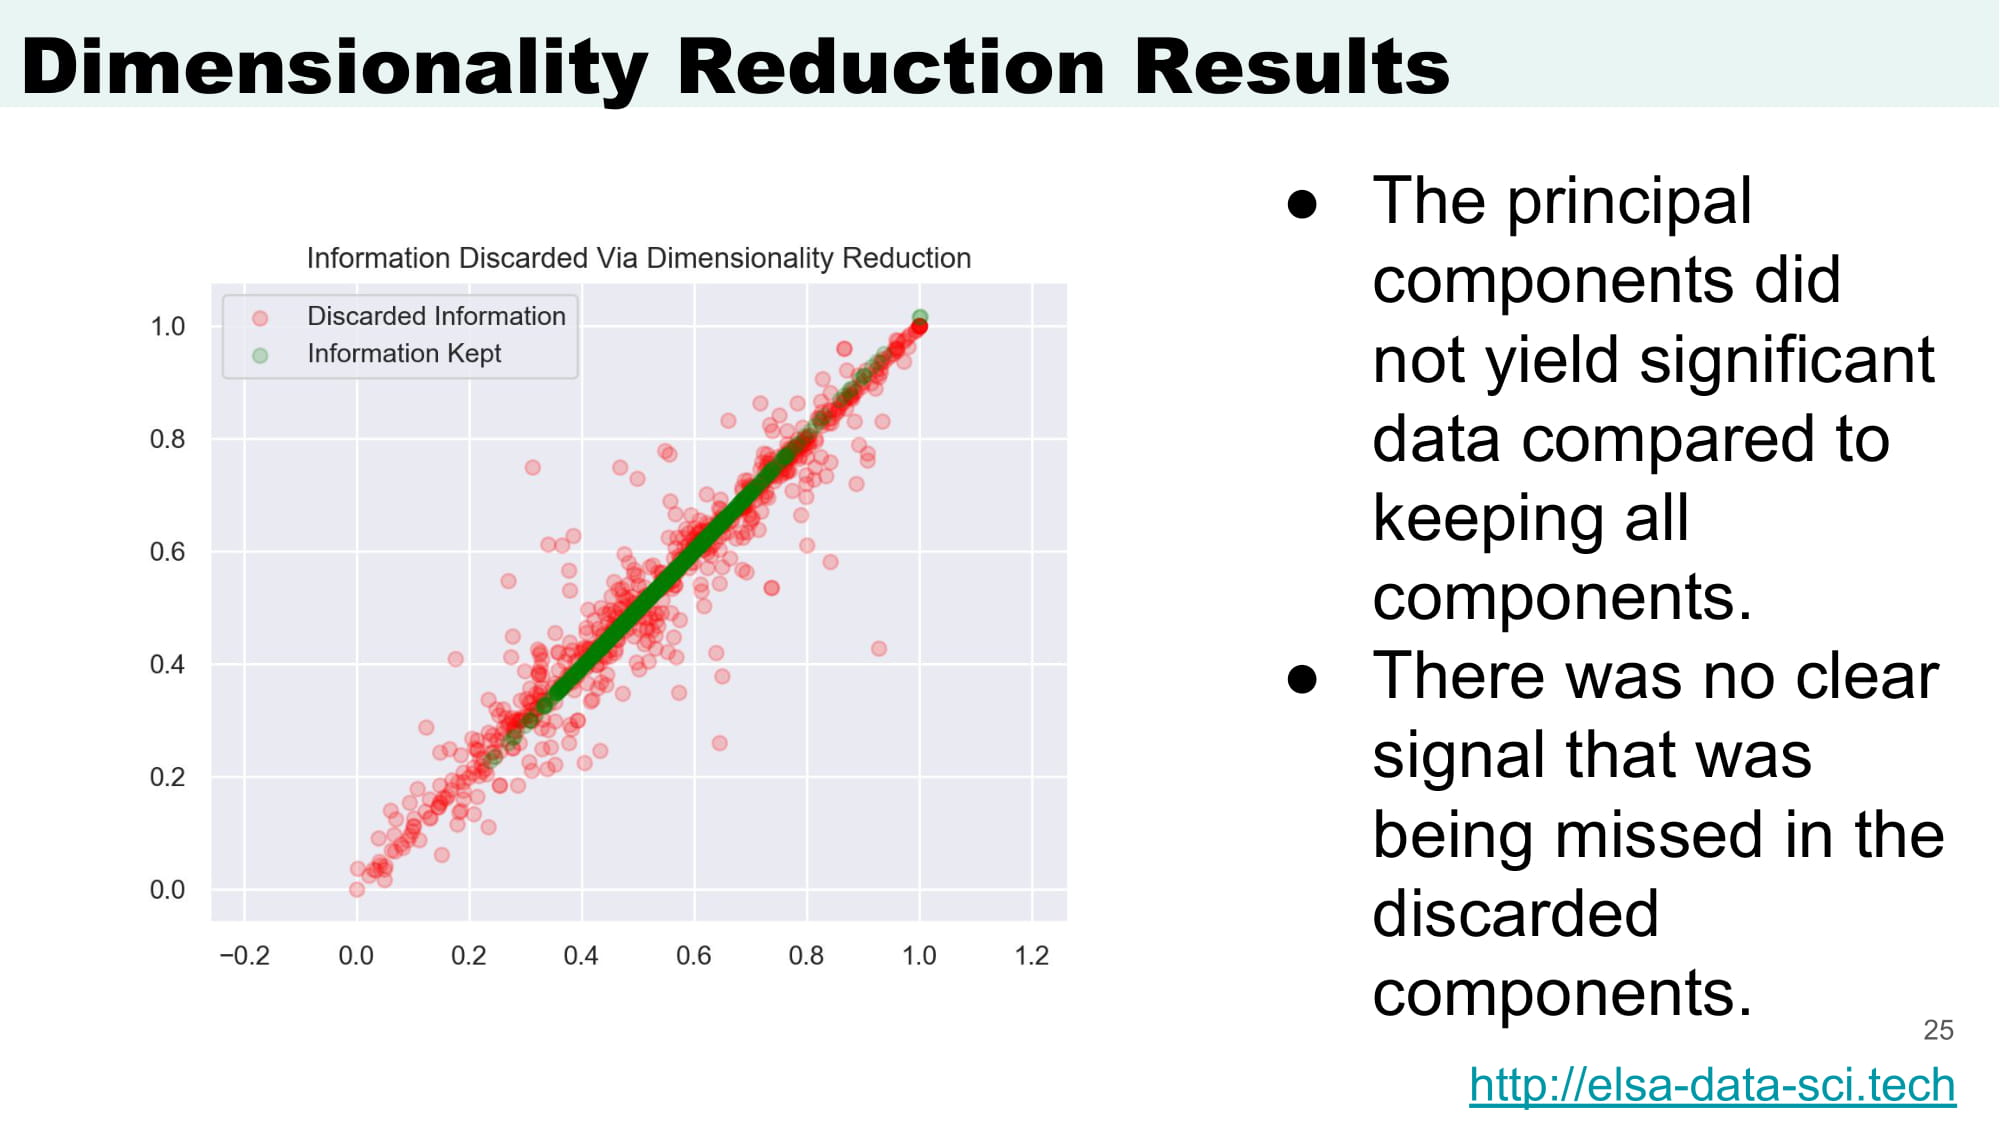 Dimensionality Reduction Results
Information Discarded Via Dimensionality Reduction
Discarded Information
Information Kept
1.0
0.8
0.6
0.4
0.2
0.0
−0.2 0.0 0.2 0.4 0.6 0.8 1.0 1.2
● The principal
components did
not yield significant
data compared to
keeping all
components.
● There was no clear
signal that was
being missed in the
discarded
components.
25
http://elsa-data-sci.tech